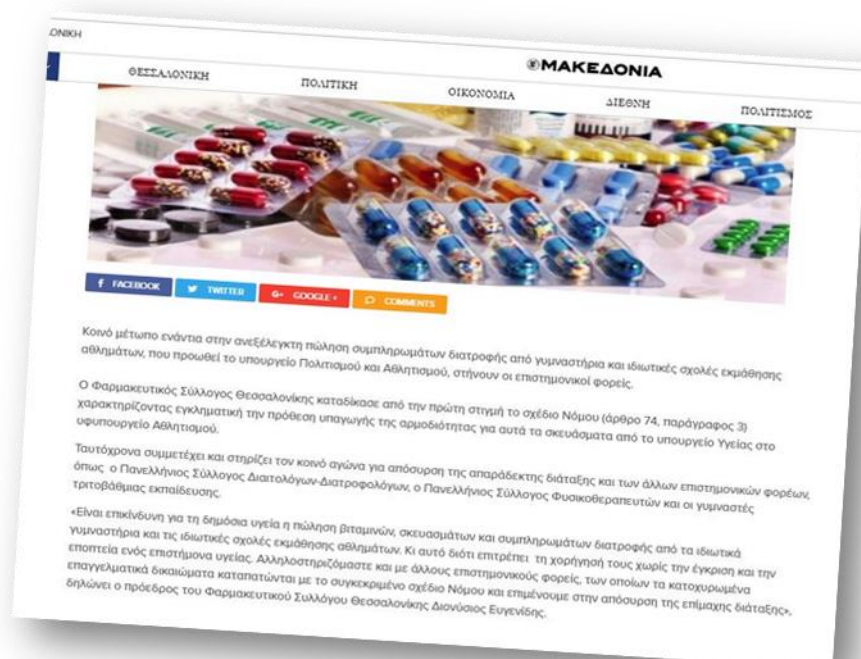 ΟΝΙΚΗ
ΜΑΚΕΔΟΝΙΑ
ΘΕΣΣΑΛΟΝΙΚΗ ΠΟΛΙΤΙΚΗ ΟΙΚΟΝΟΜΙΑ ΔΙΕΘΝΗ ΠΟΛΙΤΙΣΜΟΣ
FACEBOOK TWITTER G+ GOOGLE+ COMMENTS
Κοινό μέτωπο ενάντια στην ανεξέλεγκτη πώληση συμπληρωμάτων διατροφής από γυμναστήρια και ιδιωτικές σχολές εκμάθησης
αθλημάτων, που προωθεί το υπουργείο Πολιτισμού και Αθλητισμού, στήνουν οι επιστημονικοί φορείς.
Ο Φαρμακευτικός Σύλλογος Θεσσαλονίκης καταδίκασε από την πρώτη στιγμή το σχέδιο Νόμου (άρθρο 74, παράγραφος 3)
χαρακτηρίζοντας εγκληματική την πρόθεση υπαγωγής της αρμοδιότητας για αυτά τα σκευάσματα από το υπουργείο Υγείας στο
υφυπουργείο Αθλητισμού.
Ταυτόχρονα συμμετέχει και στηρίζει τον κοινό αγώνα για απόσυρση της απαράδεκτης διάταξης και των άλλων επιστημονικών φορέων,
όπως ο Πανελλήνιος Σύλλογος Διαιτολόγων-Διατροφολόγων, ο Πανελλήνιος Σύλλογος Φυσικοθεραπευτών και οι γυμναστές
τριτοβάθμιας εκπαίδευσης.
«Είναι επικίνδυνη για τη δημόσια υγεία η πώληση βιταμινών, σκευασμάτων και συμπληρωμάτων διατροφής από τα ιδιωτικά
γυμναστήρια και τις ιδιωτικές σχολές εκμάθησης αθλημάτων. Κι αυτό διότι επιτρέπει τη χορήγησή τους χωρίς την έγκριση και την
εποπτεία ενός επιστήμονα υγείας. Αλληλοστηριζόμαστε και με άλλους επιστημονικούς φορείς, των οποίων τα κατοχυρωμένα
επαγγελματικά δικαιώματα καταπατώνται με το συγκεκριμένο σχέδιο Νόμου και επιμένουμε στην απόσυρση της επίμαχης διάταξης»,
δηλώνει ο πρόεδρος του Φαρμακευτικού Συλλόγου Θεσσαλονίκης Διονύσιος Ευγενίδης.